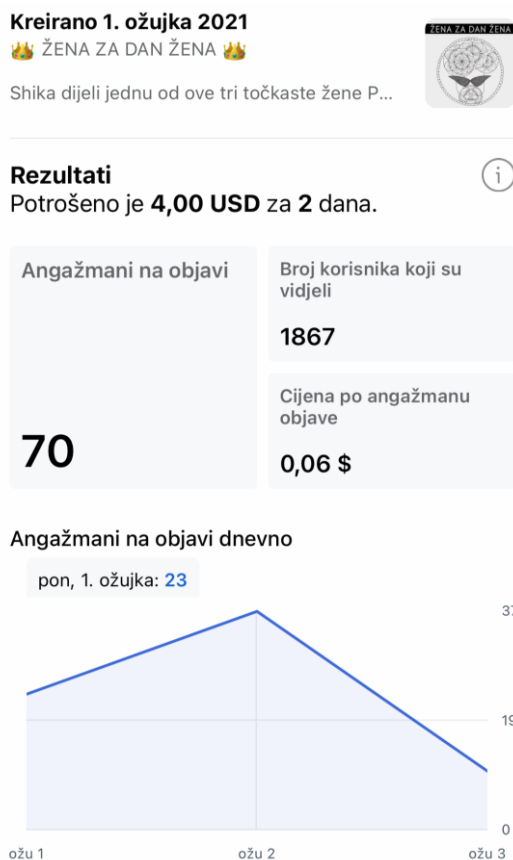 Kreirano 1. ožujka 2021
👑 ŽENA ZA DAN ŽENA 👑
Shika dijeli jednu od ove tri točkaste žene P...
ŽENA ZA DAN ŽENA
Rezultati
Potrošeno je 4,00 USD za 2 dana.
Angažmani na objavi
70
Broj korisnika koji su
vidjeli
1867
Cijena po angažmanu
objave
0,06 $
Angažmani na objavi dnevno
pon, 1. ožujka: 23
37
19
0
ožu 1
ožu 2
ožu 3